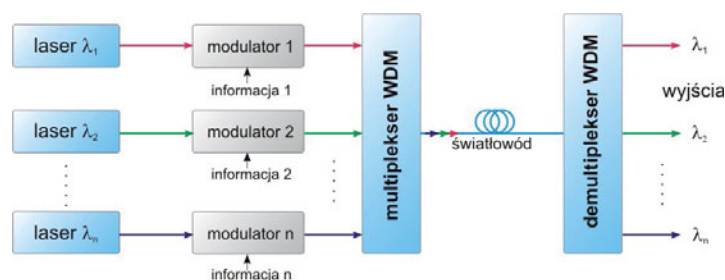 laser λ₁
modulator 1
informacja 1
laser λ₂
modulator 2
informacja 2
laser λₙ
modulator n
informacja n
multiplekser WDM
światłowód
demultiplekser WDM
λ₁
wyjścia
λ₂
λₙ